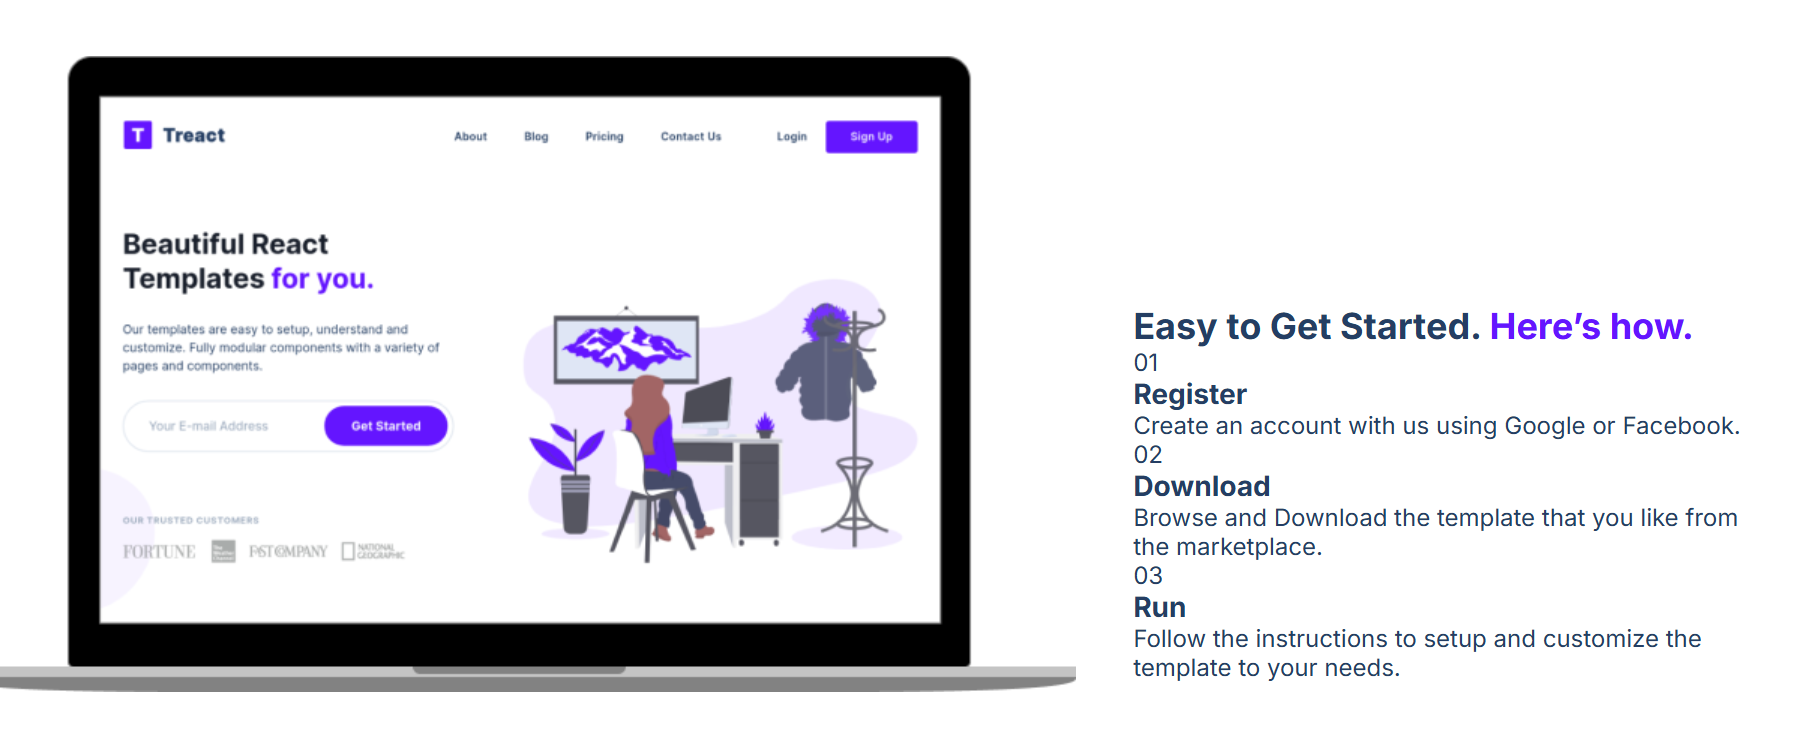 T Treact
About Blog Pricing Contact Us Login Sign Up
Beautiful React
Templates for you.
Our templates are easy to setup, understand and
customize. Fully modular components with a variety of
pages and components.
Your E-mail Address Get Started
OUR TRUSTED CUSTOMERS
FORTUNE
FAST COMPANY
NATIONAL
GEOGRAPHIC
Easy to Get Started. Here’s how.
01
Register
Create an account with us using Google or Facebook.
02
Download
Browse and Download the template that you like from
the marketplace.
03
Run
Follow the instructions to setup and customize the
template to your needs.